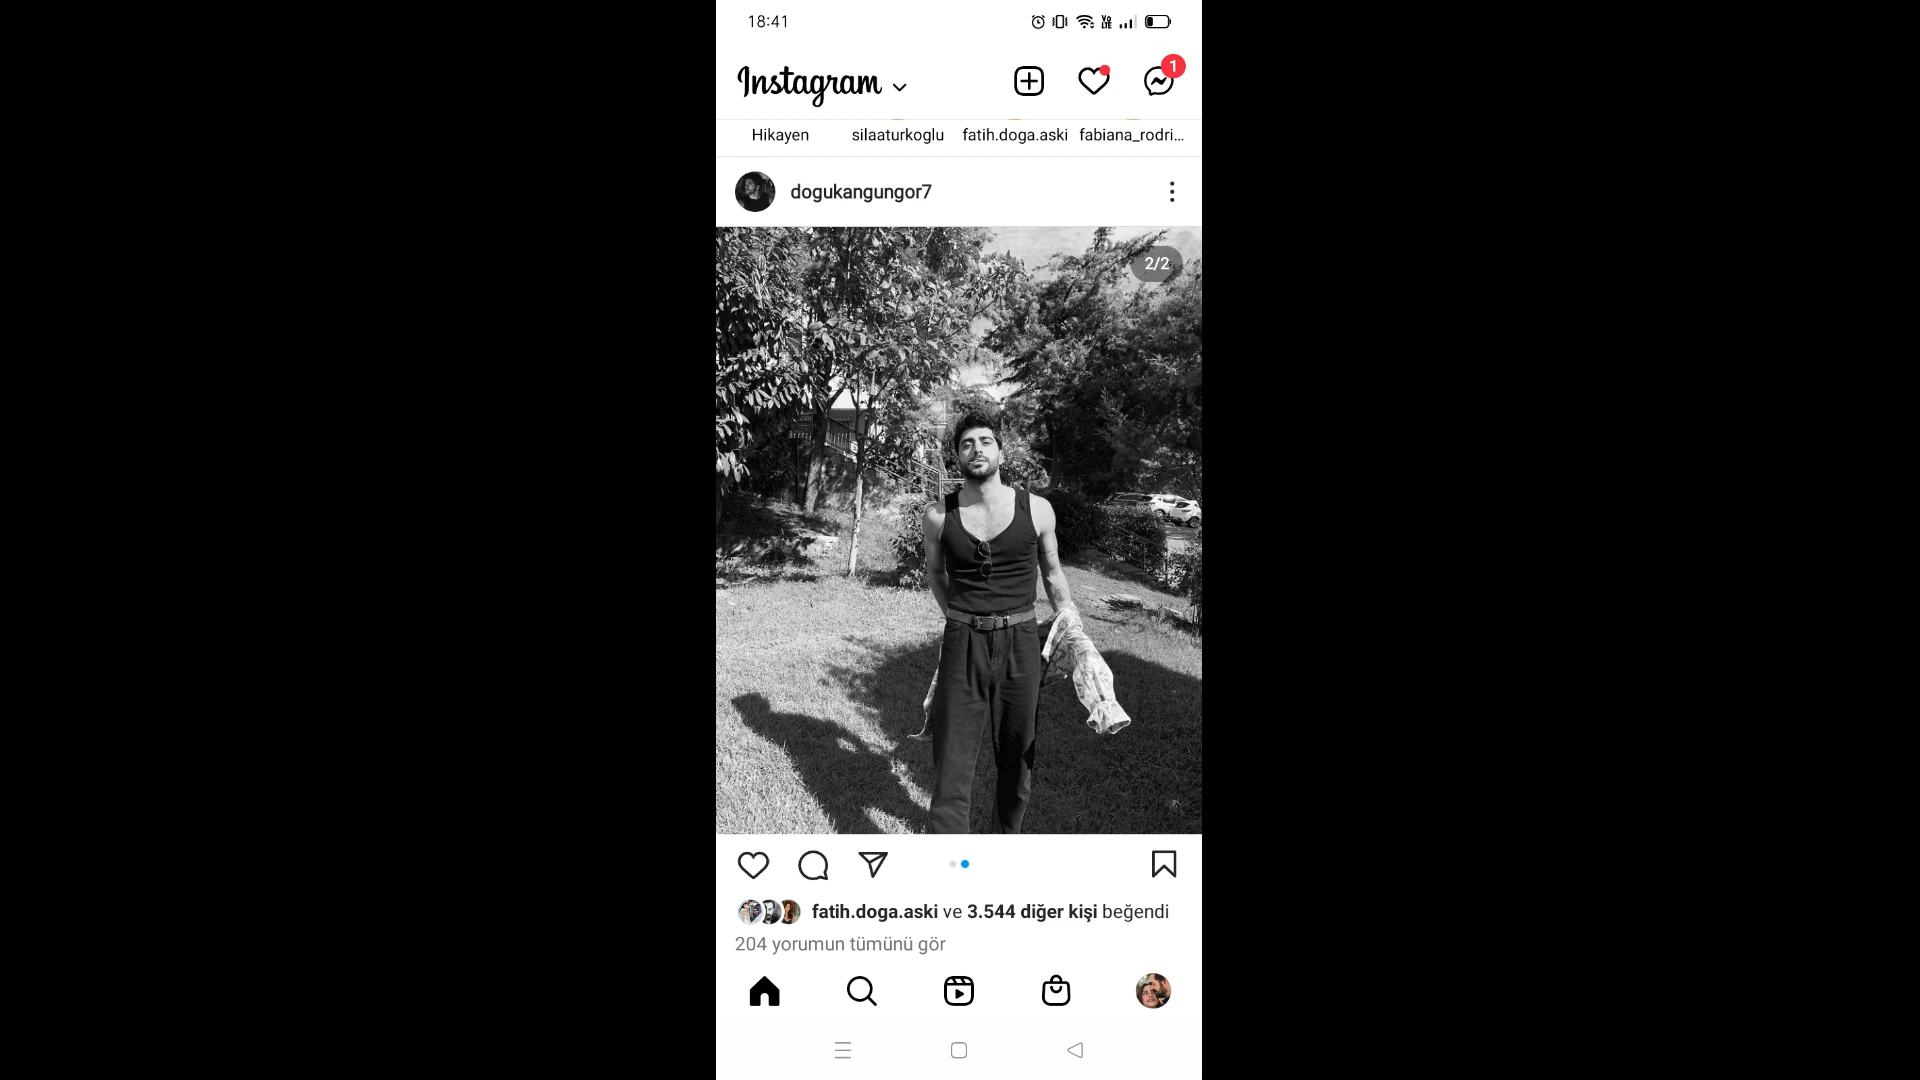 18:41
Instagram
1
Hikayen silaaturkoglu fatih.doga.aski fabiana_rodri...
dogukangungor7
2/2
fatih.doga.aski ve 3.544 diğer kişi beğendi
204 yorumun tümünü gör